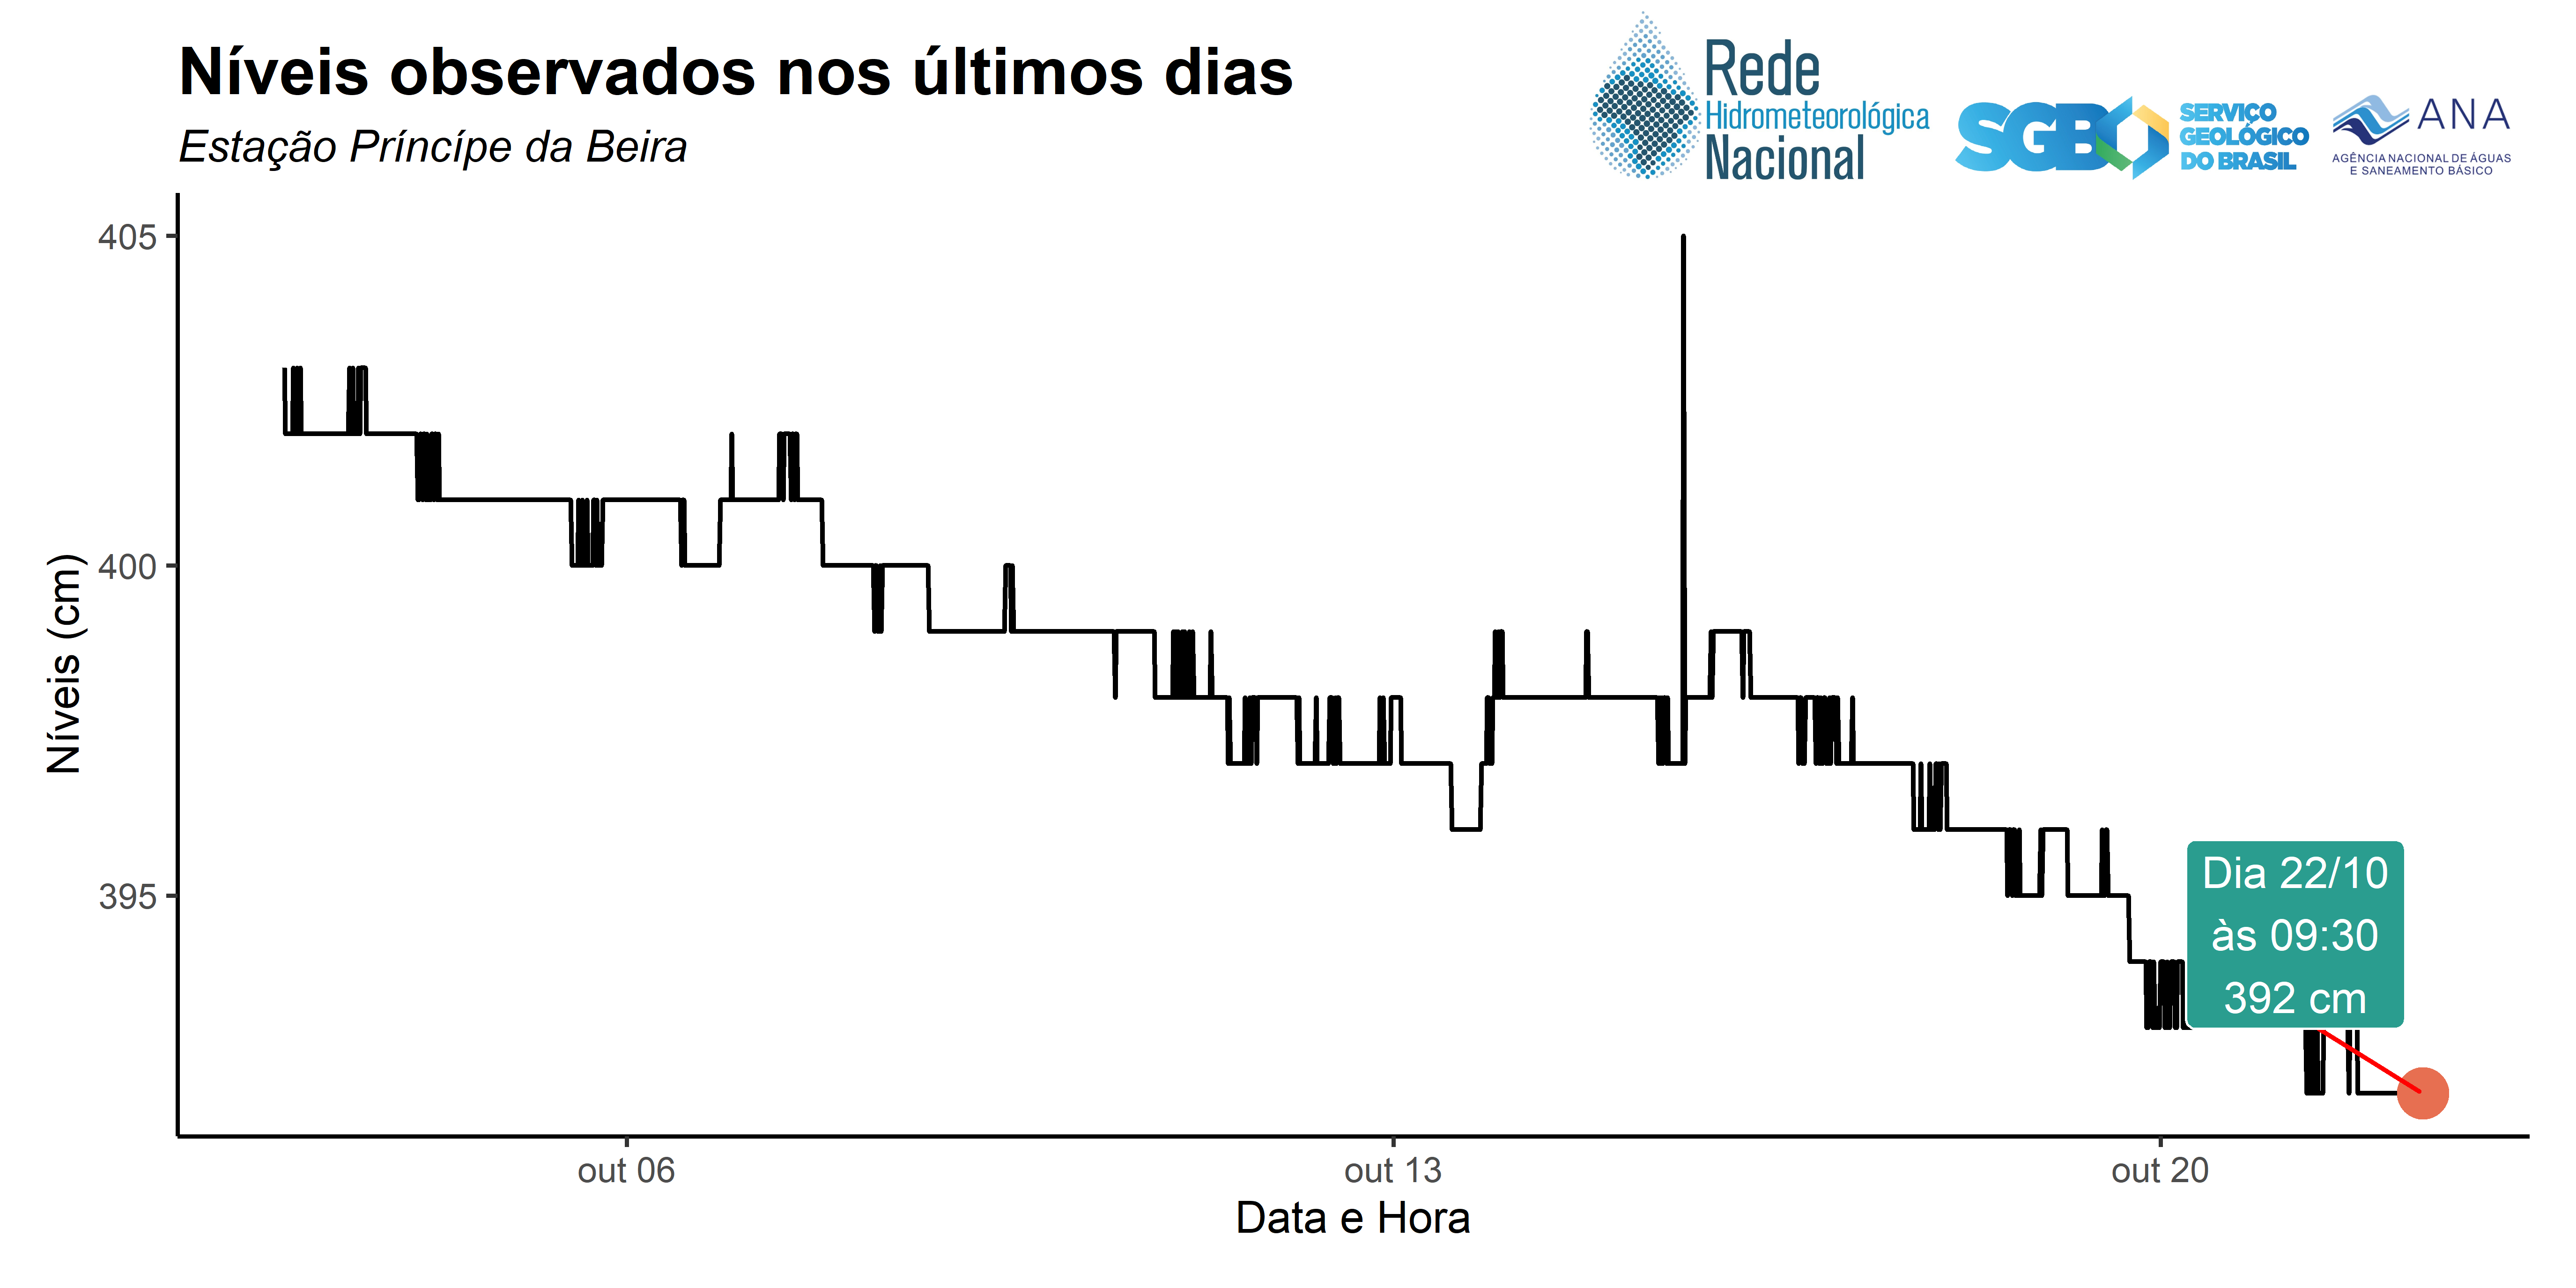 Níveis observados nos últimos dias
Estação Príncípe da Beira
Rede
Hidrometeorológica
Nacional
SGB
SERVIÇO
GEOLÓGICO
DO BRASIL
ANA
AGÊNCIA NACIONAL DE ÁGUAS
E SANEAMENTO BÁSICO
405
400
395
Níveis (cm)
Dia 22/10
às 09:30
392 cm
out 06
out 13
out 20
Data e Hora